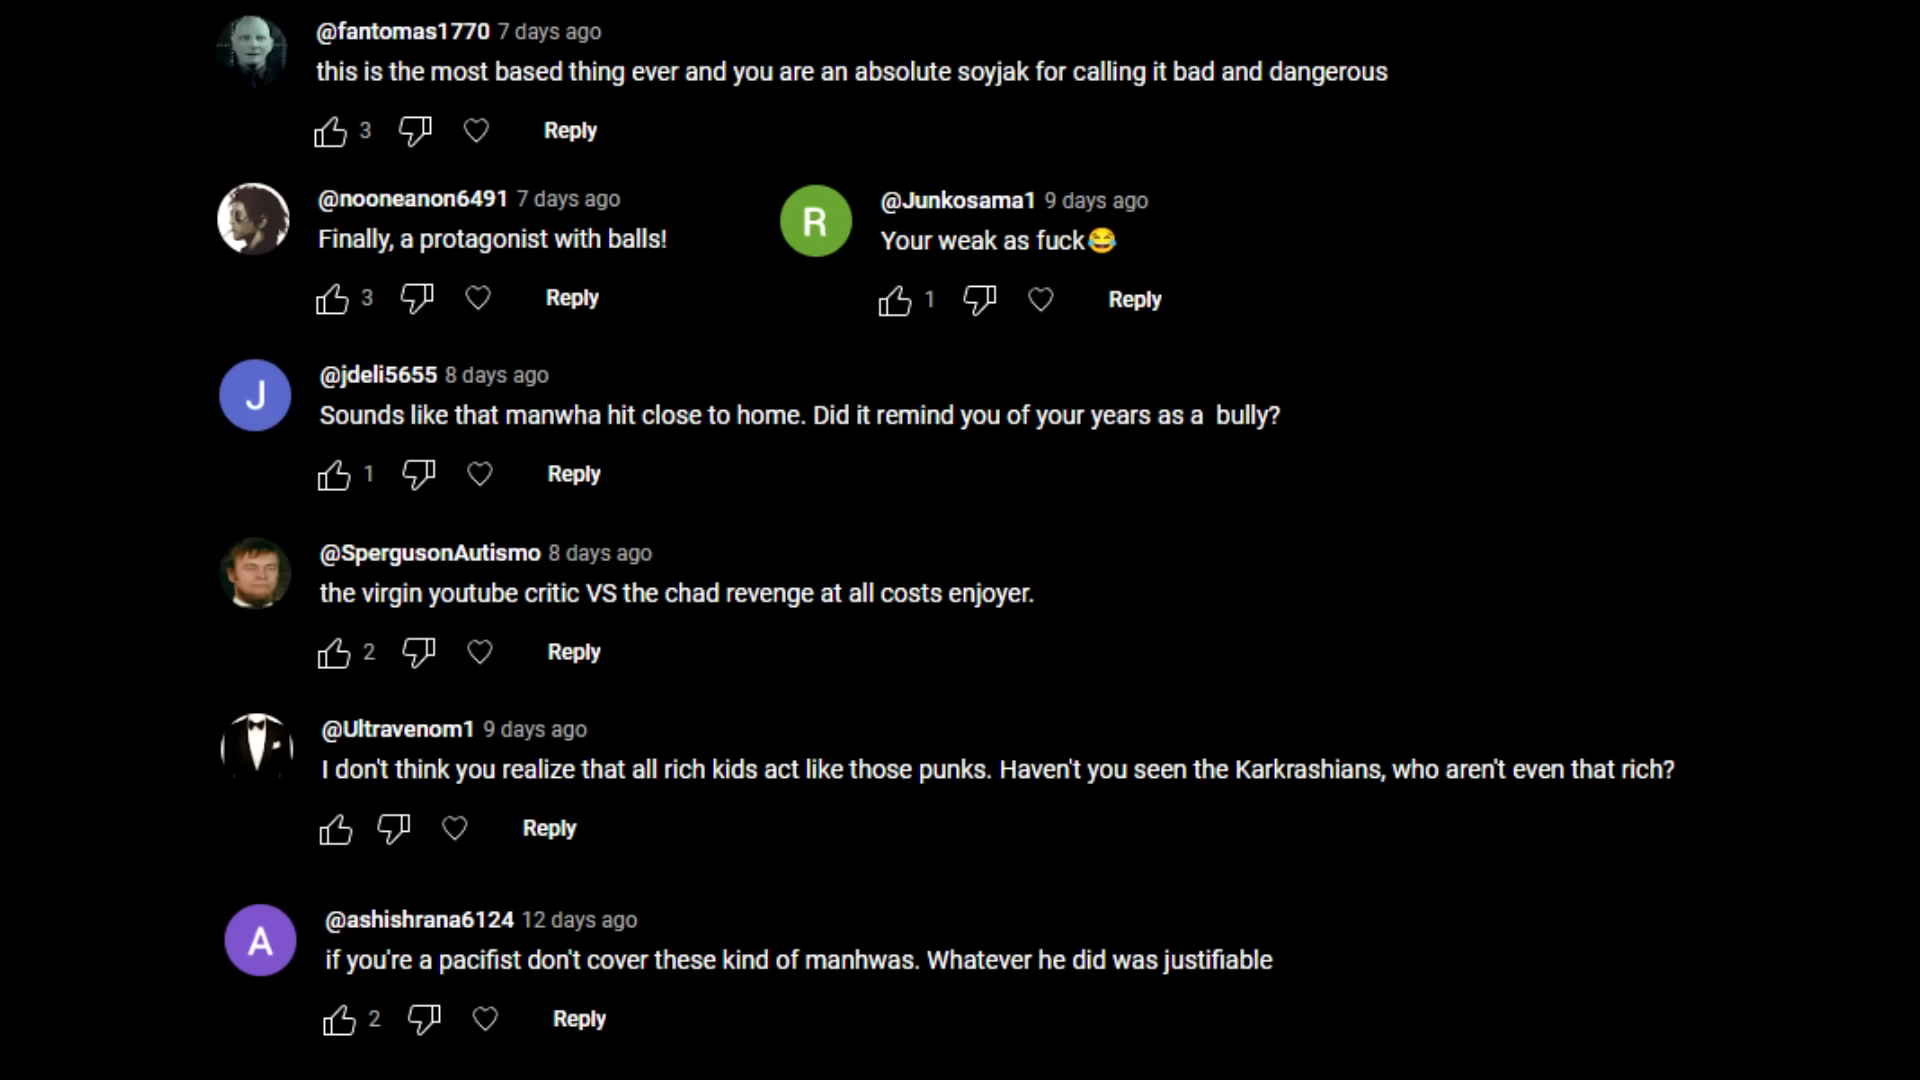 @fantomas1770 7 days ago
this is the most based thing ever and you are an absolute soyjak for calling it bad and dangerous
3 Reply
@nooneanon6491 7 days ago
Finally, a protagonist with balls!
3 Reply
R
@Junkosama1 9 days ago
Your weak as fuck😂
1 Reply
J
@jdeli5655 8 days ago
Sounds like that manwha hit close to home. Did it remind you of your years as a  bully?
1 Reply
@SpergusonAutismo 8 days ago
the virgin youtube critic VS the chad revenge at all costs enjoyer.
2 Reply
@Ultravenom1 9 days ago
I don't think you realize that all rich kids act like those punks. Haven't you seen the Karkrashians, who aren't even that rich?
Reply
A
@ashishrana6124 12 days ago
if you're a pacifist don't cover these kind of manhwas. Whatever he did was justifiable
2 Reply